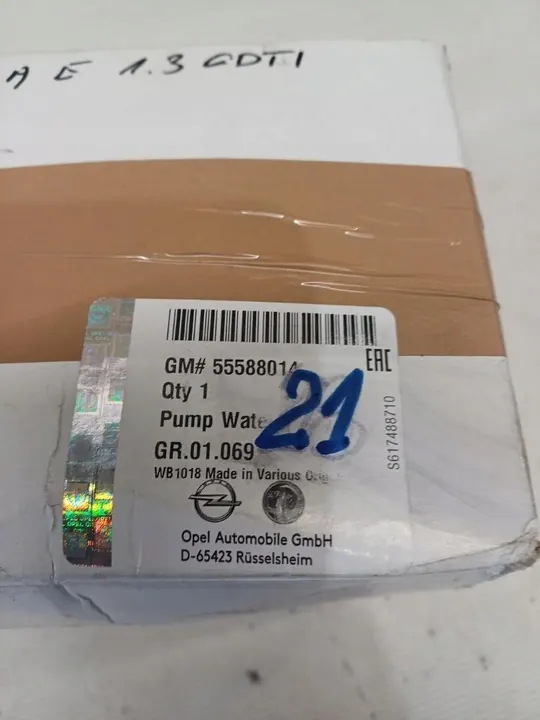 A E 1.3 CDTI
GM# 55588014
EAC
Qty 1
Pump Wate
21
GR.01.069
WB1018 Made in Various Orig
S617488710
Opel Automobile GmbH
D-65423 Rüsselsheim